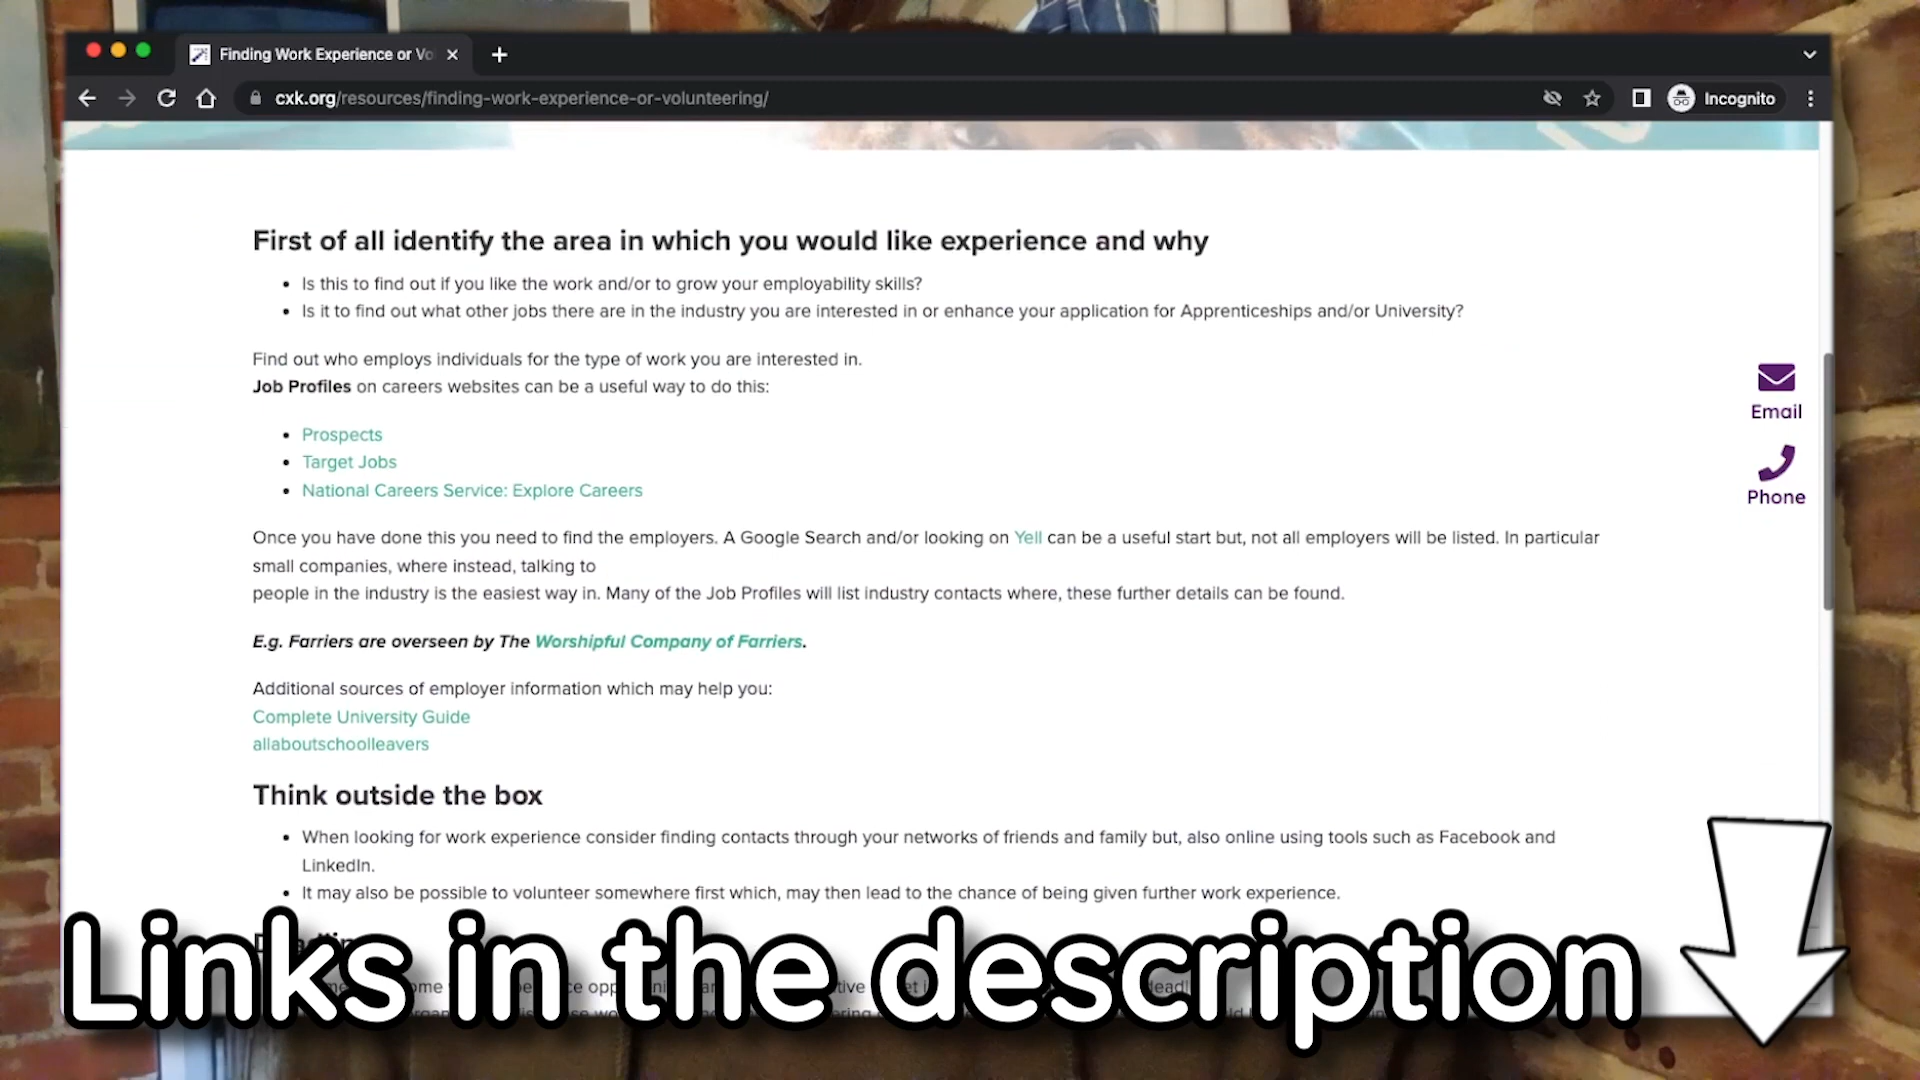 Finding Work Experience or Vo
cxk.org/resources/finding-work-experience-or-volunteering/
Incognito
First of all identify the area in which you would like experience and why
Is this to find out if you like the work and/or to grow your employability skills?
Is it to find out what other jobs there are in the industry you are interested in or enhance your application for Apprenticeships and/or University?
Find out who employs individuals for the type of work you are interested in.
Job Profiles on careers websites can be a useful way to do this:
Prospects
Target Jobs
National Careers Service: Explore Careers
Email
Phone
Once you have done this you need to find the employers. A Google Search and/or looking on Yell can be a useful start but, not all employers will be listed. In particular
small companies, where instead, talking to
people in the industry is the easiest way in. Many of the Job Profiles will list industry contacts where, these further details can be found.
E.g. Farriers are overseen by The Worshipful Company of Farriers.
Additional sources of employer information which may help you:
Complete University Guide
allaboutschoolleavers
Think outside the box
When looking for work experience consider finding contacts through your networks of friends and family but, also online using tools such as Facebook and
LinkedIn.
It may also be possible to volunteer somewhere first which, may then lead to the chance of being given further work experience.
Links in the description